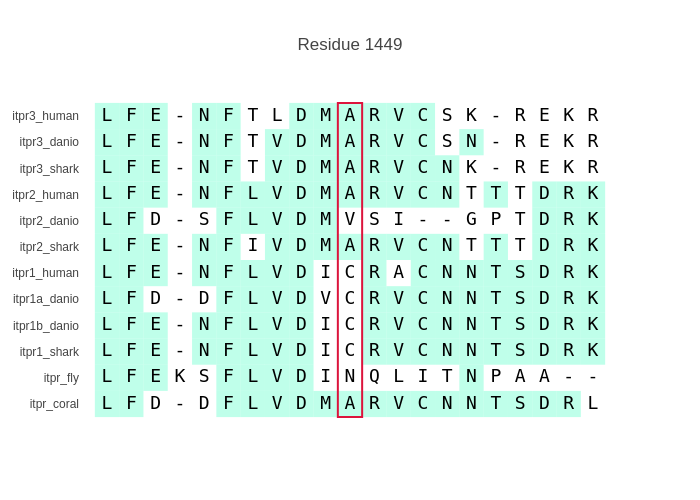 Residue 1449
itpr3_human L F E - N F T L D M A R V C S K - R E K R
itpr3_danio L F E - N F T V D M A R V C S N - R E K R
itpr3_shark L F E - N F T V D M A R V C N K - R E K R
itpr2_human L F E - N F L V D M A R V C N T T T D R K
itpr2_danio L F D - S F L V D M V S I - - G P T D R K
itpr2_shark L F E - N F I V D M A R V C N T T T D R K
itpr1_human L F E - N F L V D I C R A C N N T S D R K
itpr1a_danio L F D - D F L V D V C R V C N N T S D R K
itpr1b_danio L F E - N F L V D I C R V C N N T S D R K
itpr1_shark L F E - N F L V D I C R V C N N T S D R K
itpr_fly L F E K S F L V D I N Q L I T N P A A - -
itpr_coral L F D - D F L V D M A R V C N N T S D R L